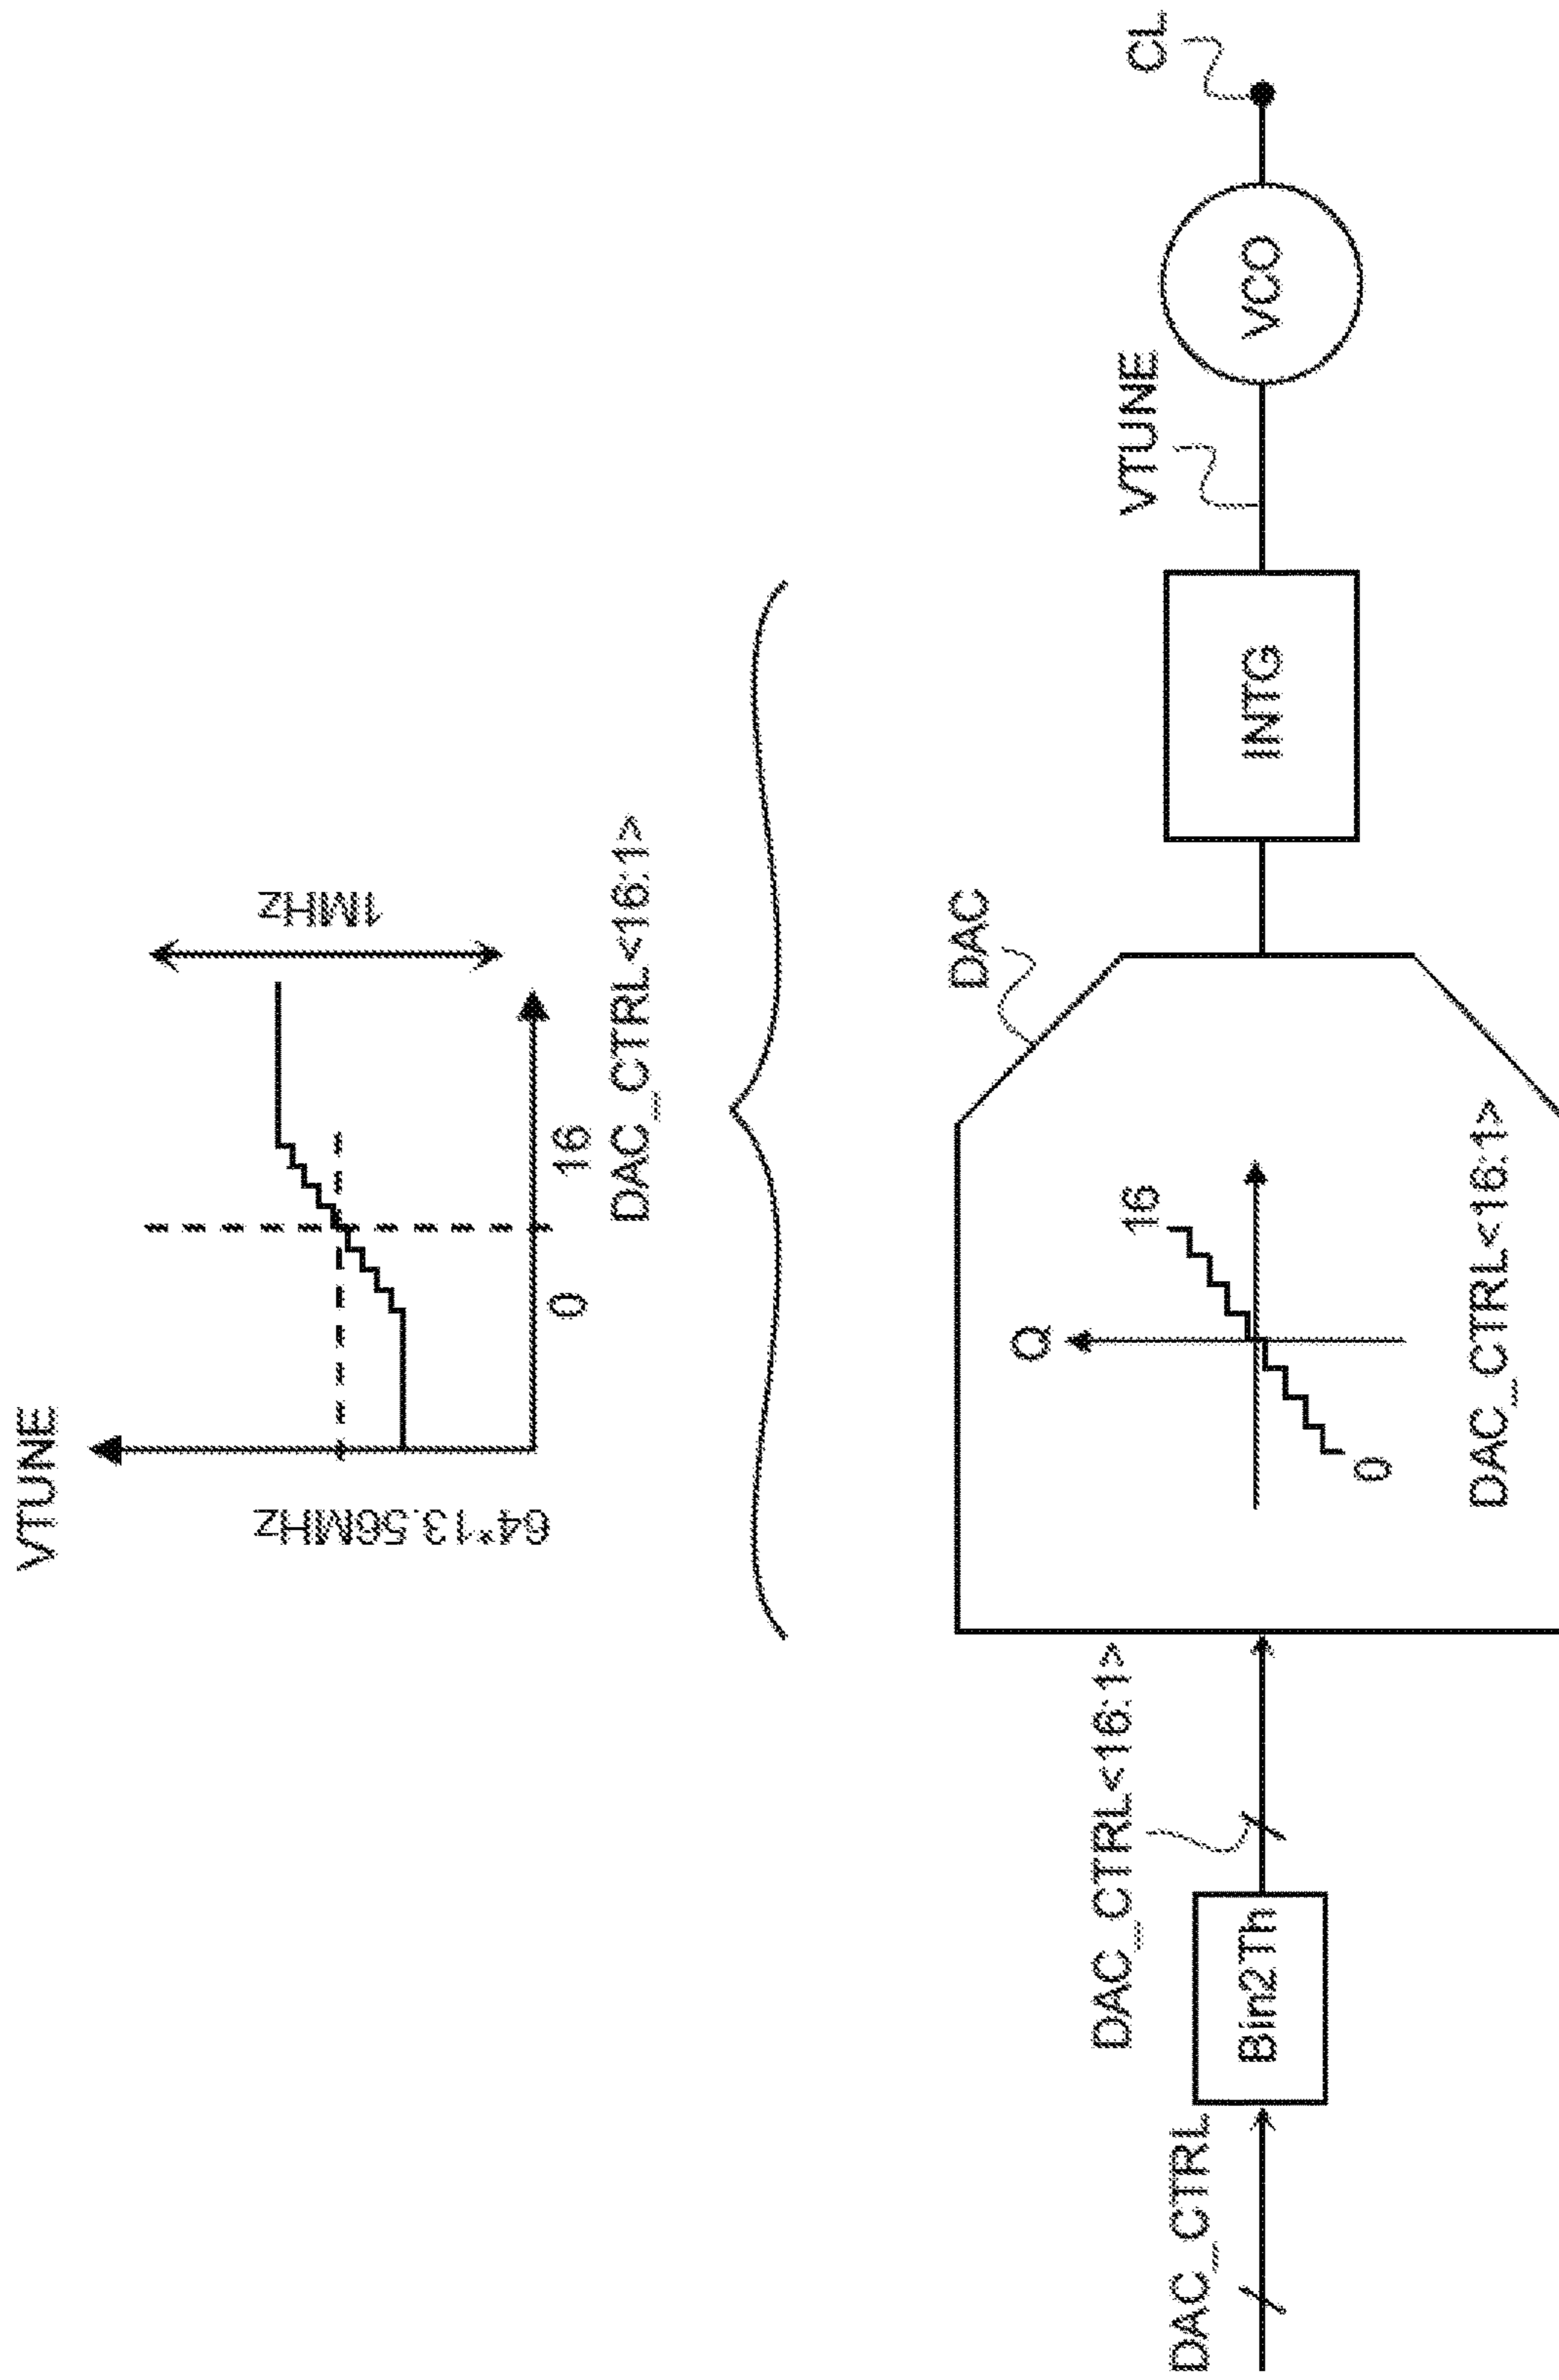 VTUNE
64*13.56MHz
1MHz
0
16
DAC_CTRL<16:1>
DAC_CTRL
Bin2Th
DAC_CTRL<16:1>
DAC
Q
16
0
DAC_CTRL<16:1>
INTG
VTUNE
VCO
CL